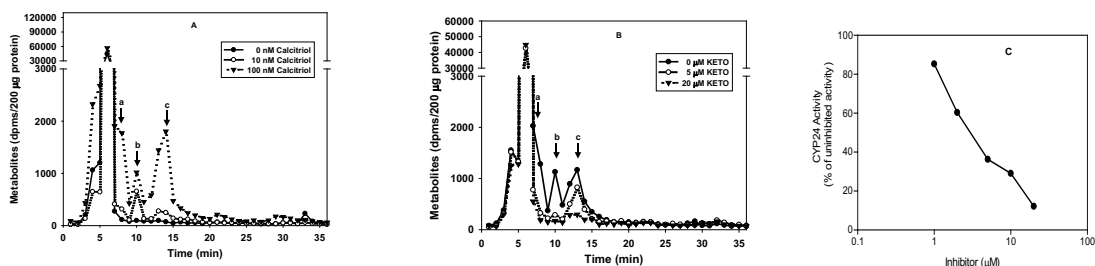 A
120000
90000
60000
30000
3000
2000
1000
0
Metabolites (dpms/200 µg protein)
0 nM Calcitriol
10 nM Calcitriol
100 nM Calcitriol
a
b
c
0 5 10 15 20 25 30 35
Time (min)
B
50000
40000
30000
3000
2000
1000
0
Metabolites (dpms/200 µg protein)
0 µM KETO
5 µM KETO
20 µM KETO
a
b
c
0 5 10 15 20 25 30 35
Time (min)
C
100
80
60
40
20
0
CYP24 Activity
(% of uninhibited activity)
0.1 1 10 100
Inhibitor (µM)